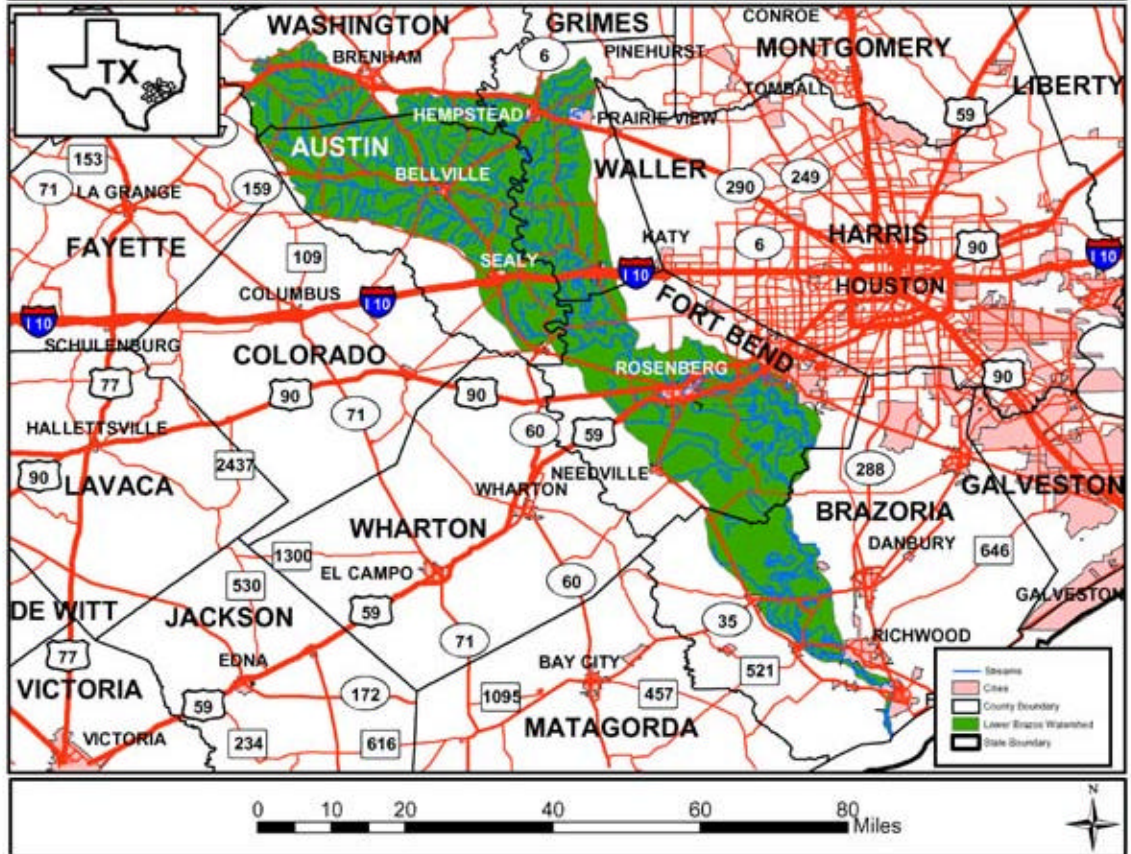 WASHINGTON
GRIMES
CONROE
BRENHAM
6
PINEHURST
MONTGOMERY
TX
LIBERTY
TOMBALL
59
HEMPSTEAD
PRAIRIE VIEW
153
AUSTIN
WALLER
71
LA GRANGE
159
BELLVILLE
290
249
FAYETTE
109
KATY
6
HARRIS
90
SEALY
I 10
I 10
COLUMBUS
I 10
HOUSTON
I 10
FORT BEND
SCHULENBURG
COLORADO
ROSENBERG
77
90
90
90
71
60
59
HALLETTSVILLE
2437
NEEDVILLE
288
90
LAVACA
WHARTON
GALVESTON
WHARTON
BRAZORIA
1300
DANBURY
646
530
EL CAMPO
60
GALVESTON
DE WITT
JACKSON
59
35
RICHWOOD
77
EDNA
71
BAY CITY
521
VICTORIA
172
1095
457
59
MATAGORDA
VICTORIA
234
616
Streams
Cities
County Boundary
Lower Brazos Watershed
State Boundary
0 10 20 40 60 80
Miles
N